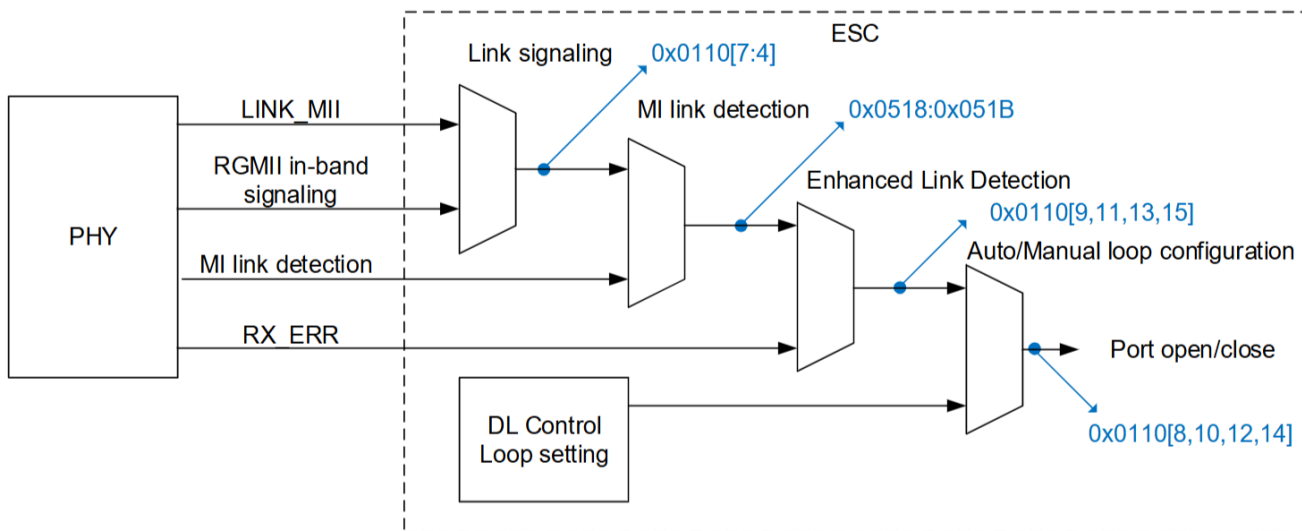 ESC
Link signaling
0x0110[7:4]
LINK_MII
MI link detection
0x0518:0x051B
RGMII in-band
signaling
Enhanced Link Detection
0x0110[9,11,13,15]
PHY
Auto/Manual loop configuration
MI link detection
RX_ERR
Port open/close
DL Control
Loop setting
0x0110[8,10,12,14]